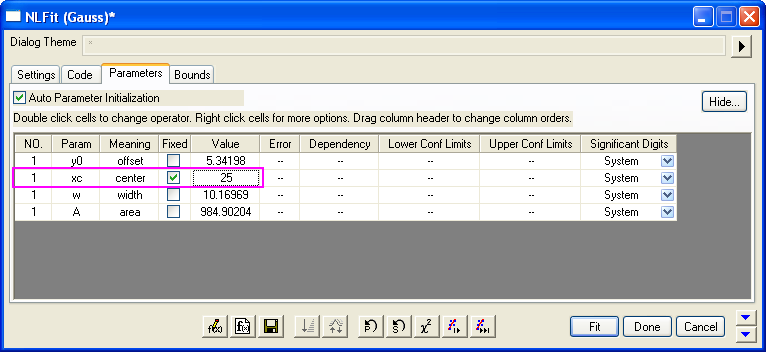 NLFit (Gauss)*
Dialog Theme *
Settings Code Parameters Bounds
Auto Parameter Initialization
Hide...
Double click cells to change operator. Right click cells for more options. Drag column header to change column orders.
NO. Param Meaning Fixed Value Error Dependency Lower Conf Limits Upper Conf Limits Significant Digits
1 y0 offset 5.34198 -- -- -- -- System
1 xc center 25 -- -- -- -- System
1 w width 10.16969 -- -- -- -- System
1 A area 984.90204 -- -- -- -- System
Fit Done Cancel